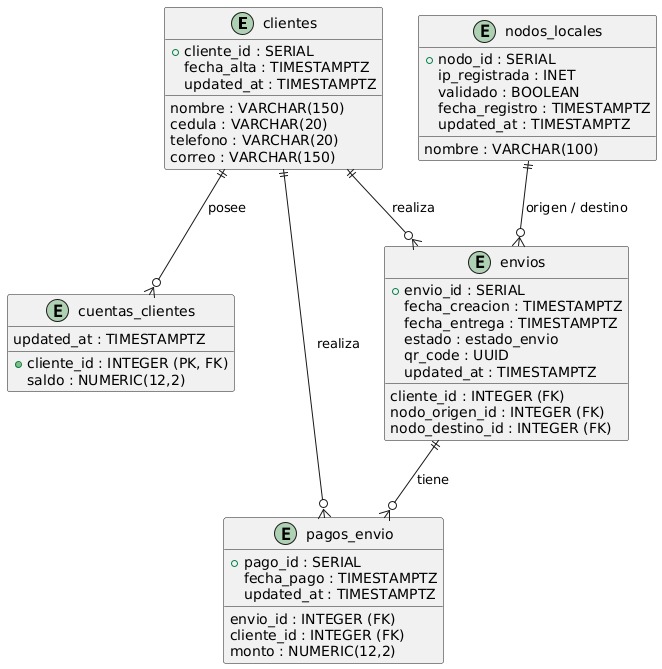 E clientes
cliente_id : SERIAL
fecha_alta : TIMESTAMPTZ
updated_at : TIMESTAMPTZ
nombre : VARCHAR(150)
cedula : VARCHAR(20)
telefono : VARCHAR(20)
correo : VARCHAR(150)
E nodos_locales
nodo_id : SERIAL
ip_registrada : INET
validado : BOOLEAN
fecha_registro : TIMESTAMPTZ
updated_at : TIMESTAMPTZ
nombre : VARCHAR(100)
posee
realiza
origen / destino
E cuentas_clientes
updated_at : TIMESTAMPTZ
cliente_id : INTEGER (PK, FK)
saldo : NUMERIC(12,2)
realiza
E envios
envio_id : SERIAL
fecha_creacion : TIMESTAMPTZ
fecha_entrega : TIMESTAMPTZ
estado : estado_envio
qr_code : UUID
updated_at : TIMESTAMPTZ
cliente_id : INTEGER (FK)
nodo_origen_id : INTEGER (FK)
nodo_destino_id : INTEGER (FK)
tiene
E pagos_envio
pago_id : SERIAL
fecha_pago : TIMESTAMPTZ
updated_at : TIMESTAMPTZ
envio_id : INTEGER (FK)
cliente_id : INTEGER (FK)
monto : NUMERIC(12,2)